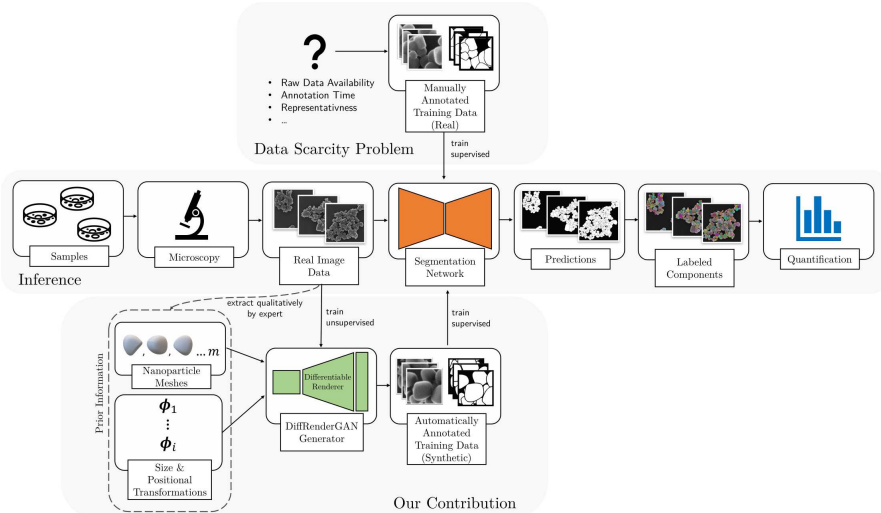 ?
• Raw Data Availability
• Annotation Time
• Representativness
• ...
Manually
Annotated
Training Data
(Real)
Data Scarcity Problem
train
supervised
Samples
Microscopy
Real Image
Data
Segmentation
Network
Predictions
Labeled
Components
Quantification
Inference
extract qualitatively
by expert
train
unsupervised
train
supervised
Prior Information
, , ... m
Nanoparticle
Meshes
ϕ1
⋮
ϕi
Size &
Positional
Transformations
Differentiable
Renderer
DiffRenderGAN
Generator
Automatically
Annotated
Training Data
(Synthetic)
Our Contribution